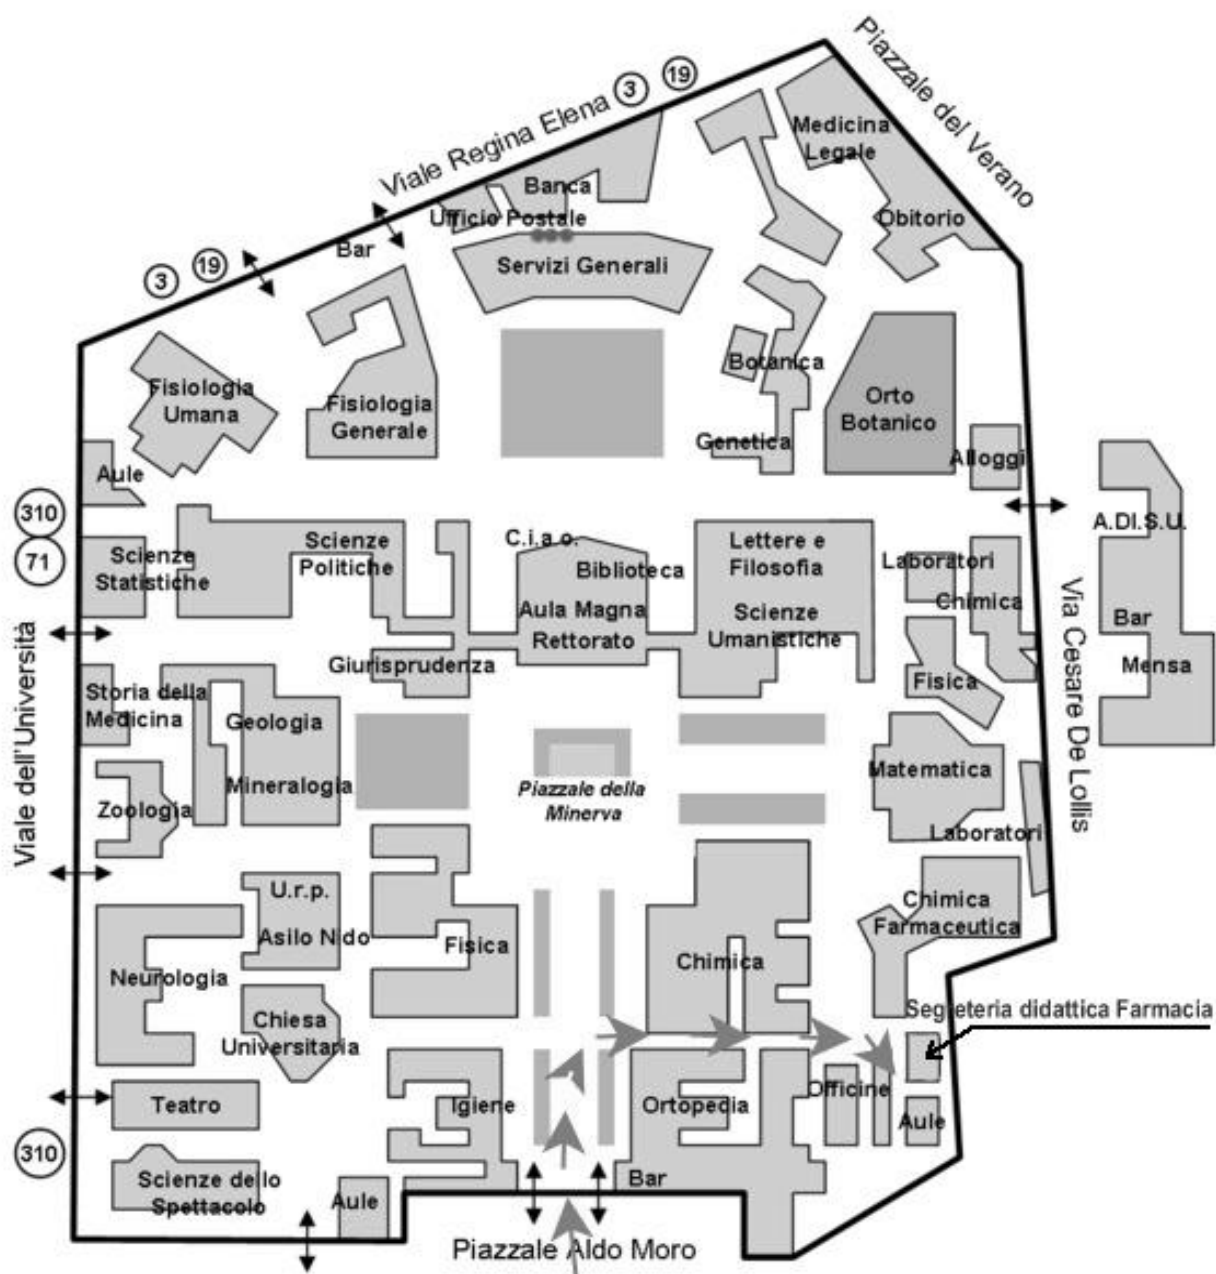 Piazzale del Verano
3
19
Viale Regina Elena
Medicina
Legale
Banca
Ufficio Postale
Obitorio
Bar
Servizi Generali
3
19
Botanica
Fisiologia
Umana
Fisiologia
Generale
Orto
Botanico
Genetica
Alloggi
Aule
310
71
Scienze
Statistiche
Scienze
Politiche
C.i.a.o.
Biblioteca
Lettere e
Filosofia
A.DI.S.U.
Laboratori
Chimica
Aula Magna
Rettorato
Scienze
Umanistiche
Bar
Mensa
Giurisprudenza
Fisica
Viale dell'Università
Via Cesare De Lollis
Storia della
Medicina
Geologia
Mineralogia
Zoologia
Piazzale della
Minerva
Matematica
Laboratori
U.r.p.
Asilo Nido
Fisica
Chimica
Chimica
Farmaceutica
Neurologia
Chiesa
Universitaria
Segreteria didattica Farmacia
Teatro
Igiene
Ortopedia
Officine
Aule
310
Scienze dello
Spettacolo
Aule
Bar
Piazzale Aldo Moro